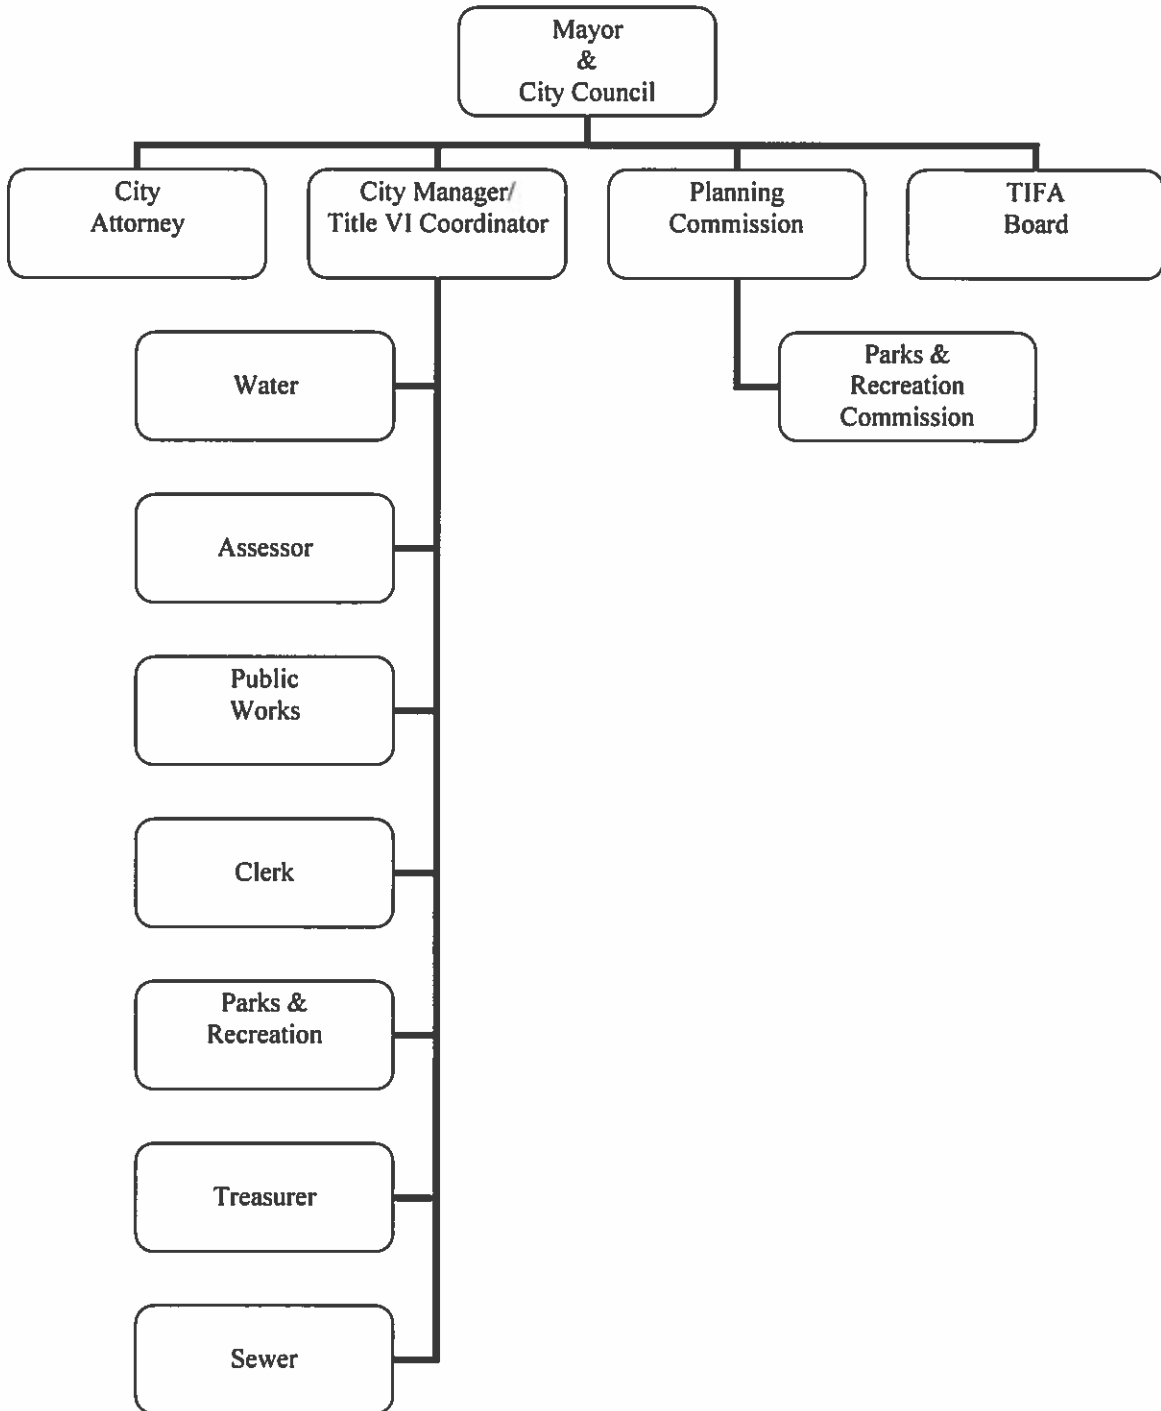 Mayor
&
City Council
City
Attorney
City Manager/
Title VI Coordinator
Planning
Commission
TIFA
Board
Parks &
Recreation
Commission
Water
Assessor
Public
Works
Clerk
Parks &
Recreation
Treasurer
Sewer